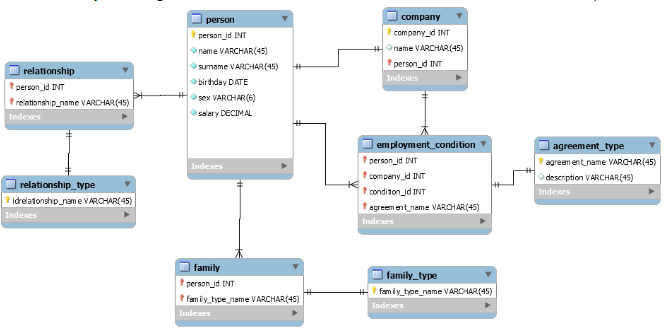 person
person_id INT
name VARCHAR(45)
surname VARCHAR(45)
birthday DATE
sex VARCHAR(6)
salary DECIMAL
Indexes
company
company_id INT
name VARCHAR(45)
person_id INT
Indexes
relationship
person_id INT
relationship_name VARCHAR(45)
Indexes
employment_condition
person_id INT
company_id INT
condition_id INT
agreement_name VARCHAR(45)
Indexes
agreement_type
agreement_name VARCHAR(45)
description VARCHAR(45)
Indexes
relationship_type
idrelationship_name VARCHAR(45)
Indexes
family
person_id INT
family_type_name VARCHAR(45)
Indexes
family_type
family_type_name VARCHAR(45)
Indexes